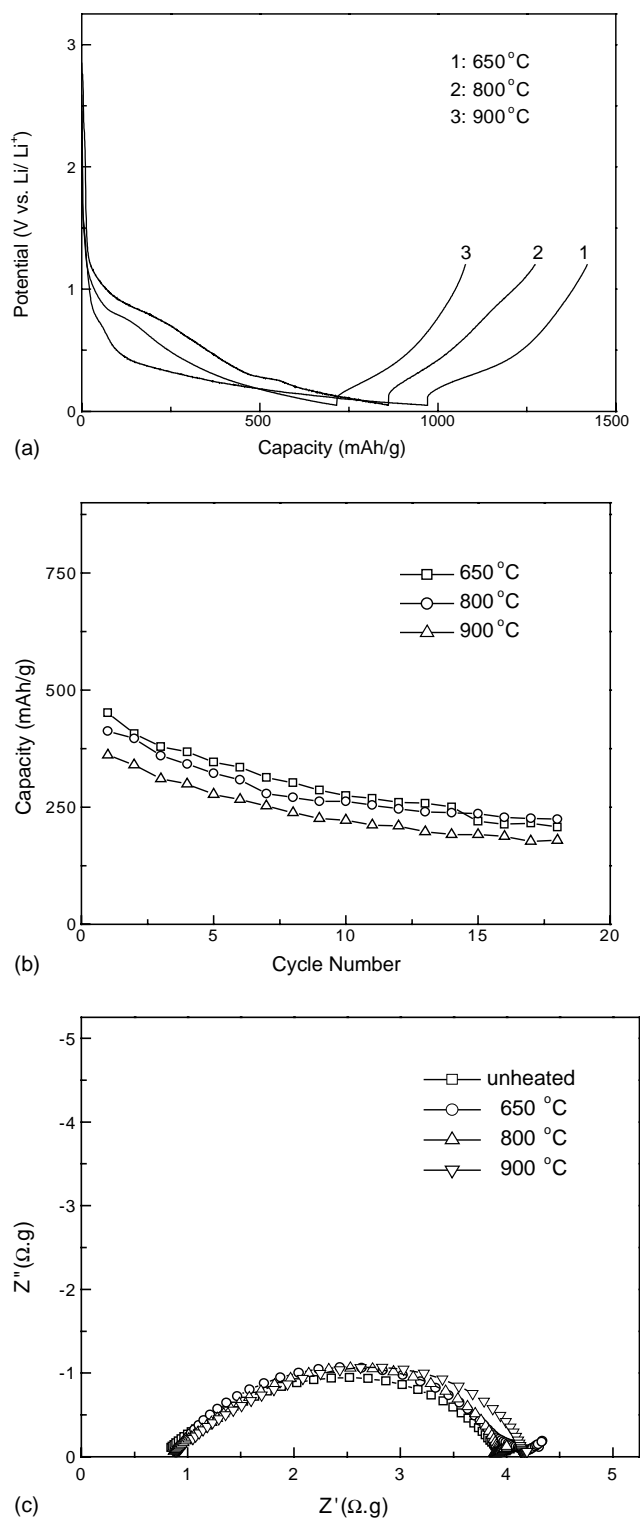 3
1: 650°C
2: 800°C
3: 900°C
2
Potential (V vs. Li/ Li+)
3
2
1
1
0
0
500
1000
1500
(a)
Capacity (mAh/g)
750
650°C
800°C
900°C
500
Capacity (mAh/g)
250
0
0
5
10
15
20
(b)
Cycle Number
-5
unheated
650 °C
-4
800 °C
900 °C
-3
Z"(Ω.g)
-2
-1
0
0
1
2
3
4
5
(c)
Z'(Ω.g)